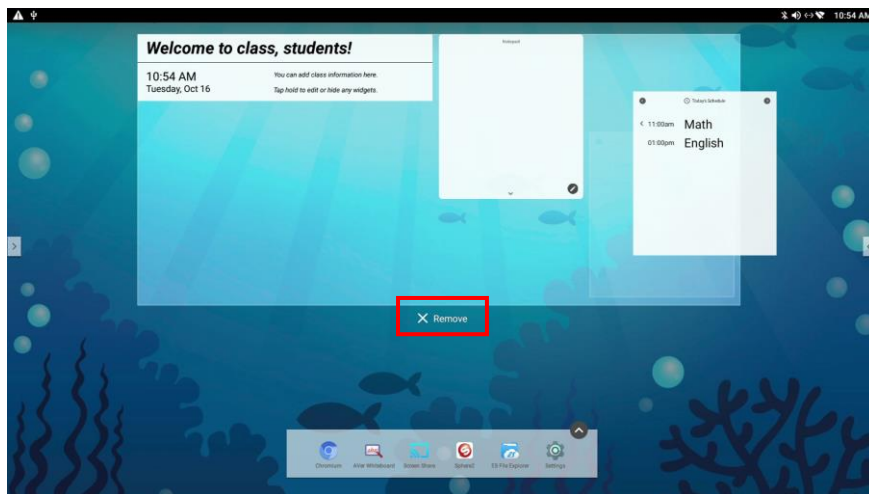 10:54 AM
Welcome to class, students!
10:54 AM
Tuesday, Oct 16
You can add class information here.
Tap hold to edit or hide any widgets.
Notepad
Today's Schedule
11:00am Math
01:00pm English
Remove
Chromium
Allar Whiteboard
Screen Share
Sphere2
ES File Explorer
Settings